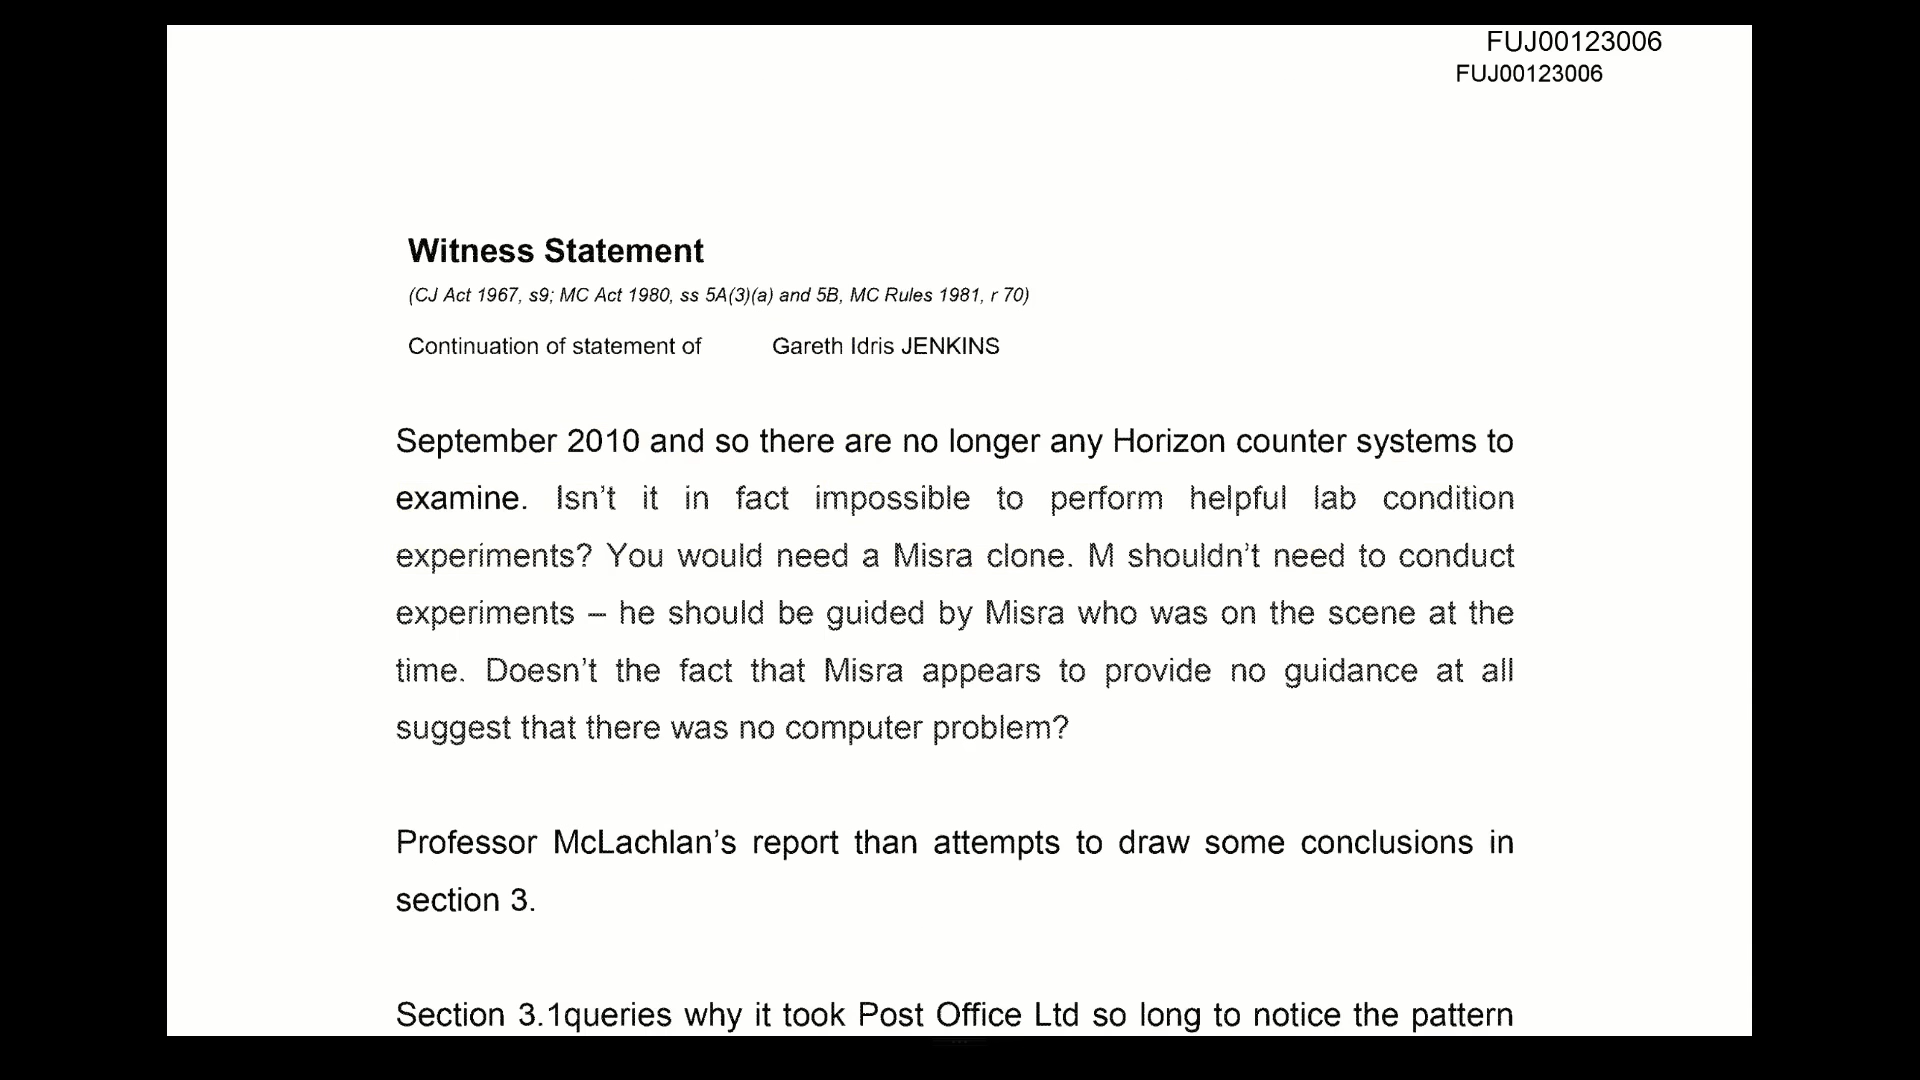 FUJ00123006
FUJ00123006
Witness Statement
(CJ Act 1967, s9; MC Act 1980, ss 5A(3)(a) and 5B, MC Rules 1981, r 70)
Continuation of statement of Gareth Idris JENKINS
September 2010 and so there are no longer any Horizon counter systems to
examine. Isn't it in fact impossible to perform helpful lab condition
experiments? You would need a Misra clone. M shouldn't need to conduct
experiments – he should be guided by Misra who was on the scene at the
time. Doesn't the fact that Misra appears to provide no guidance at all
suggest that there was no computer problem?
Professor McLachlan's report than attempts to draw some conclusions in
section 3.
Section 3.1queries why it took Post Office Ltd so long to notice the pattern